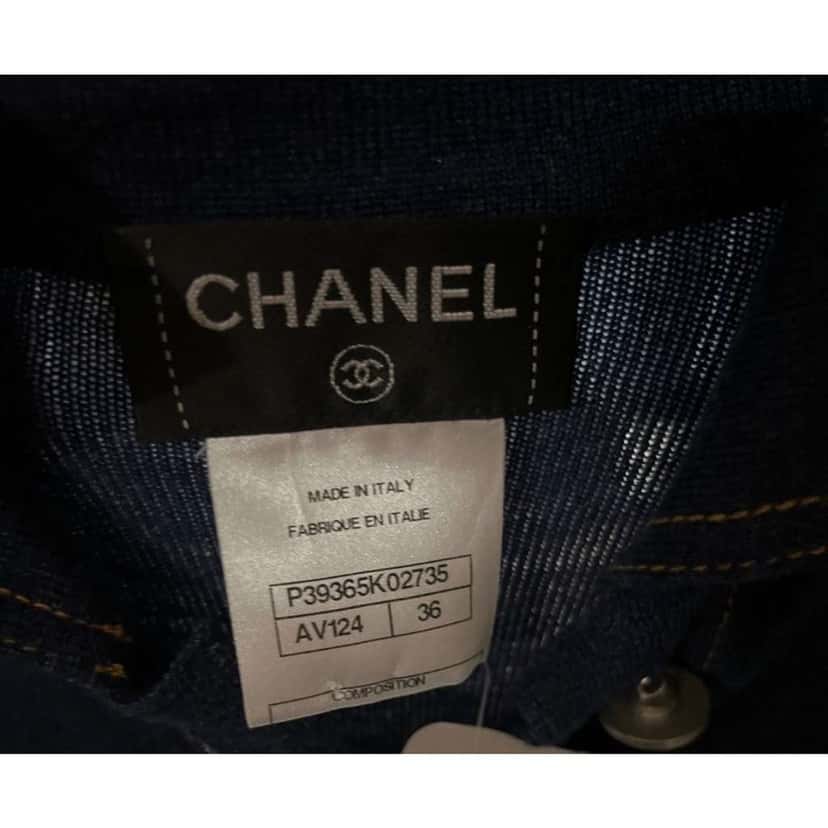 CHANEL
MADE IN ITALY
FABRIQUE EN ITALIE
P39365K02735
AV124 36
COMPOSITION